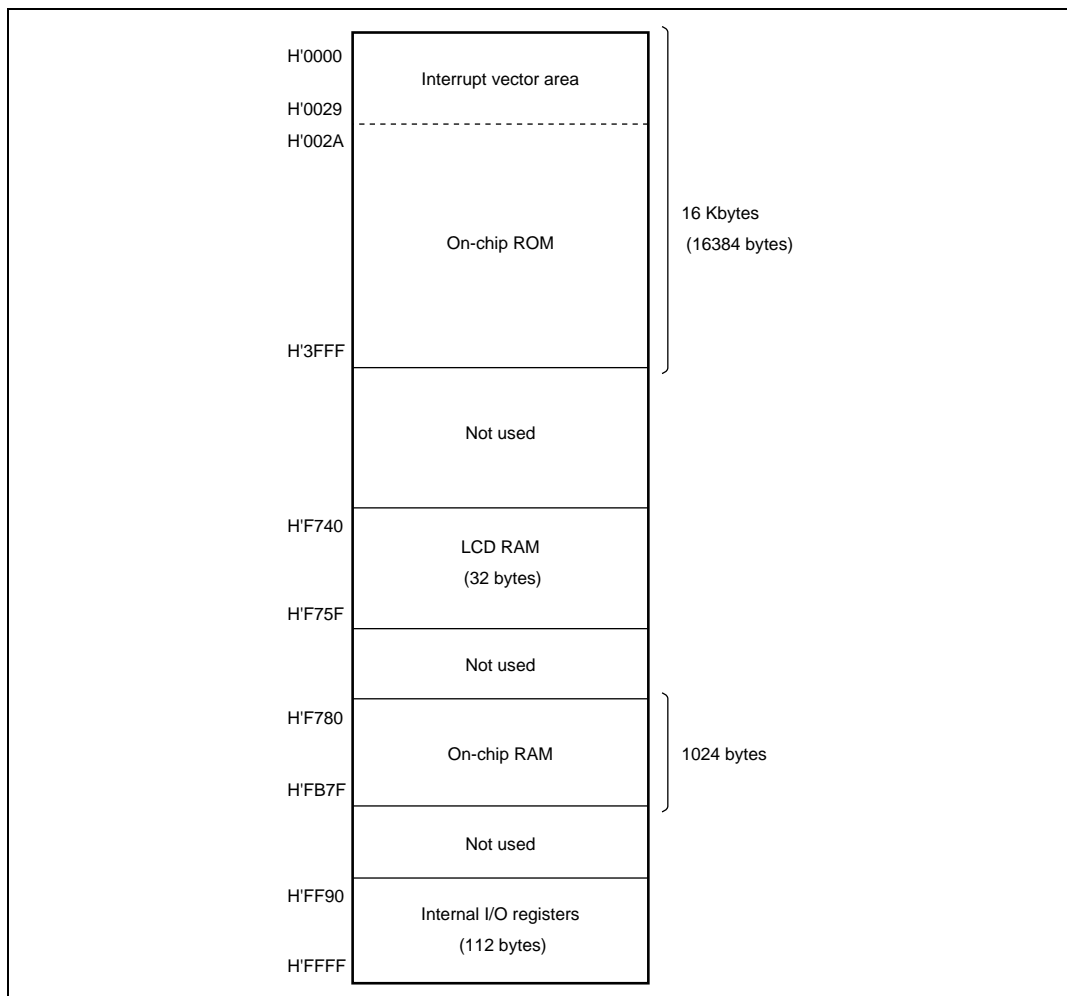 H'0000
Interrupt vector area
H'0029
H'002A
16 Kbytes
(16384 bytes)
On-chip ROM
H'3FFF
Not used
H'F740
LCD RAM
(32 bytes)
H'F75F
Not used
H'F780
On-chip RAM
1024 bytes
H'FB7F
Not used
H'FF90
Internal I/O registers
(112 bytes)
H'FFFF